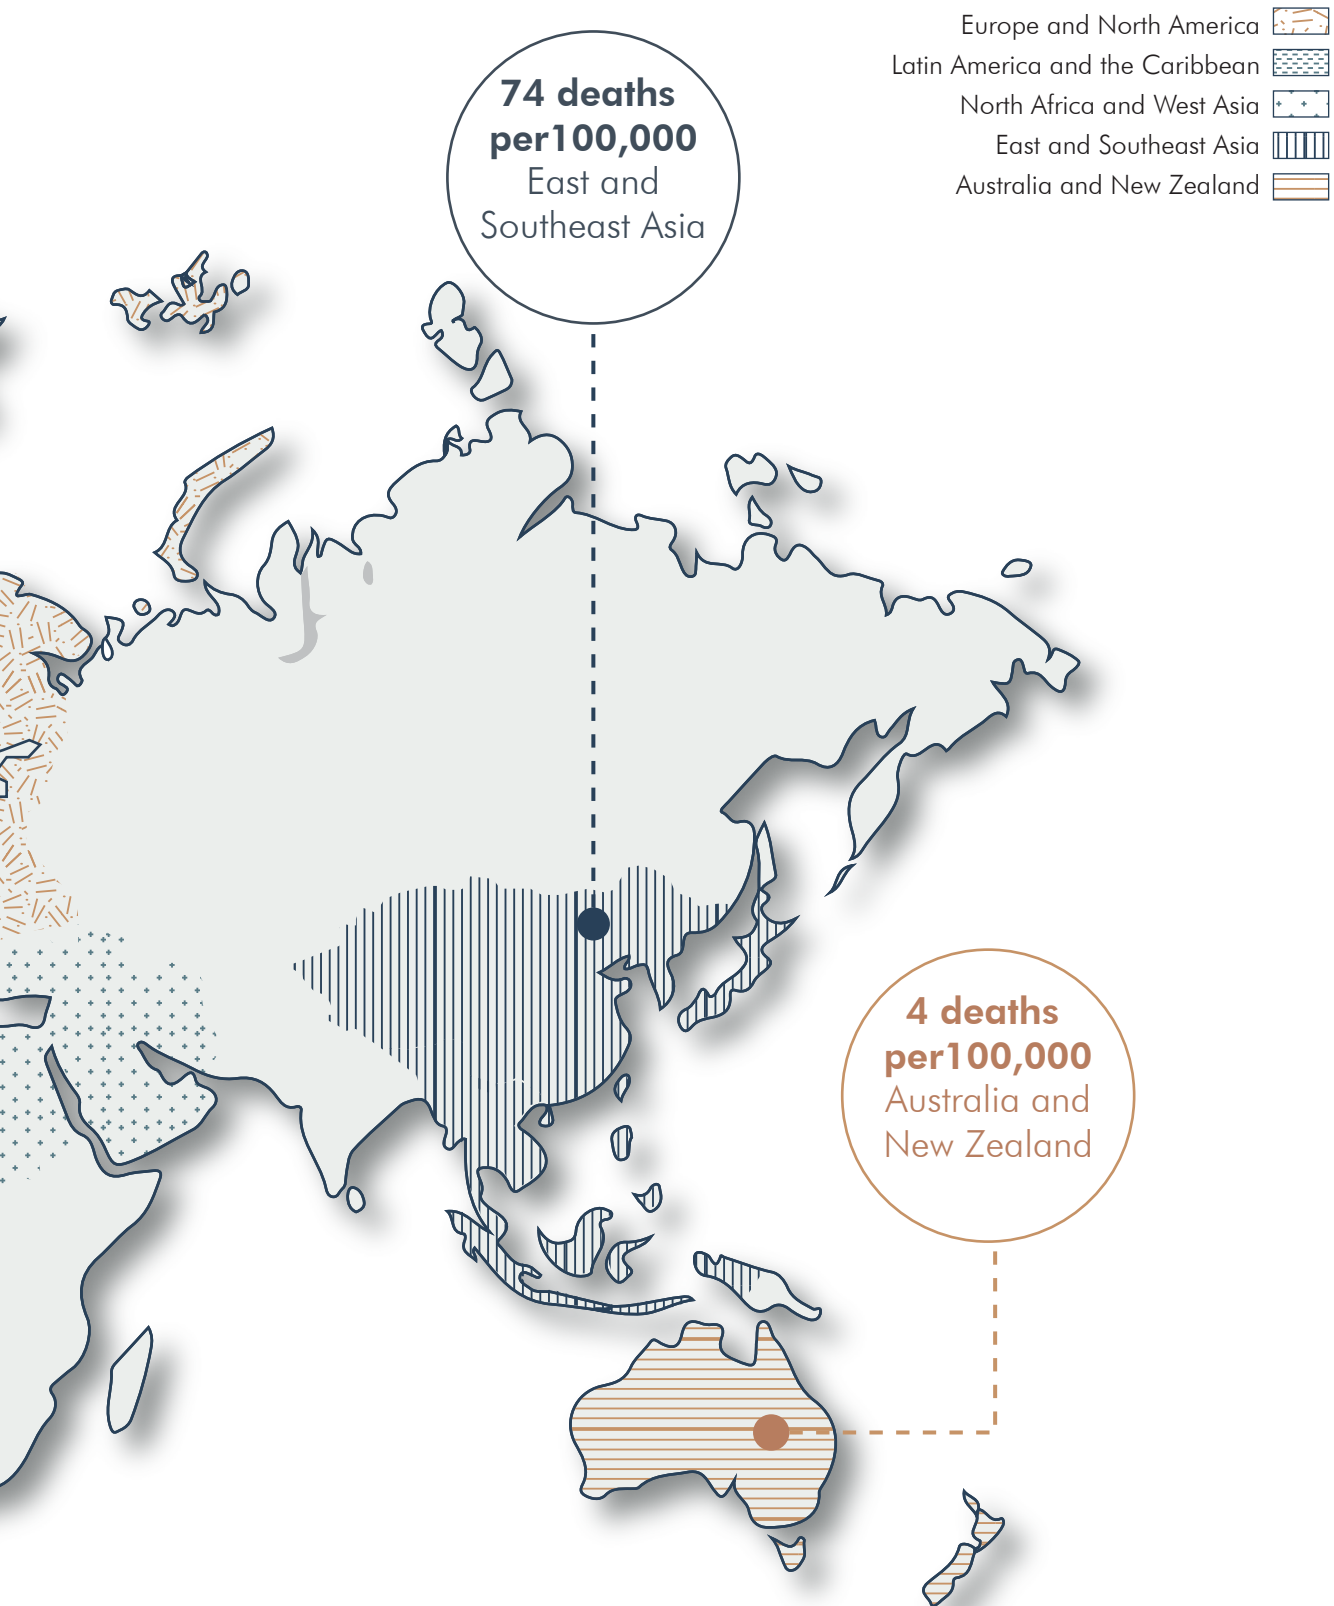 Europe and North America
Latin America and the Caribbean
North Africa and West Asia
East and Southeast Asia
Australia and New Zealand
74 deaths
per100,000
East and
Southeast Asia
4 deaths
per100,000
Australia and
New Zealand